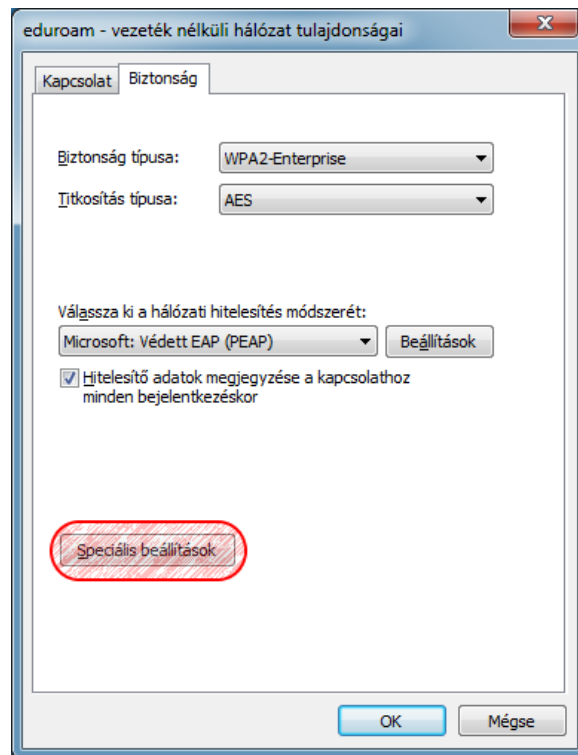 eduroam - vezeték nélküli hálózat tulajdonságai
Kapcsolat Biztonság
Biztonság típusa: WPA2-Enterprise
Titkosítás típusa: AES
Válassza ki a hálózati hitelesítés módszerét:
Microsoft: Védett EAP (PEAP) Beállítások
Hitelesítő adatok megjegyzése a kapcsolathoz
minden bejelentkezéskor
Speciális beállítások
OK Mégse